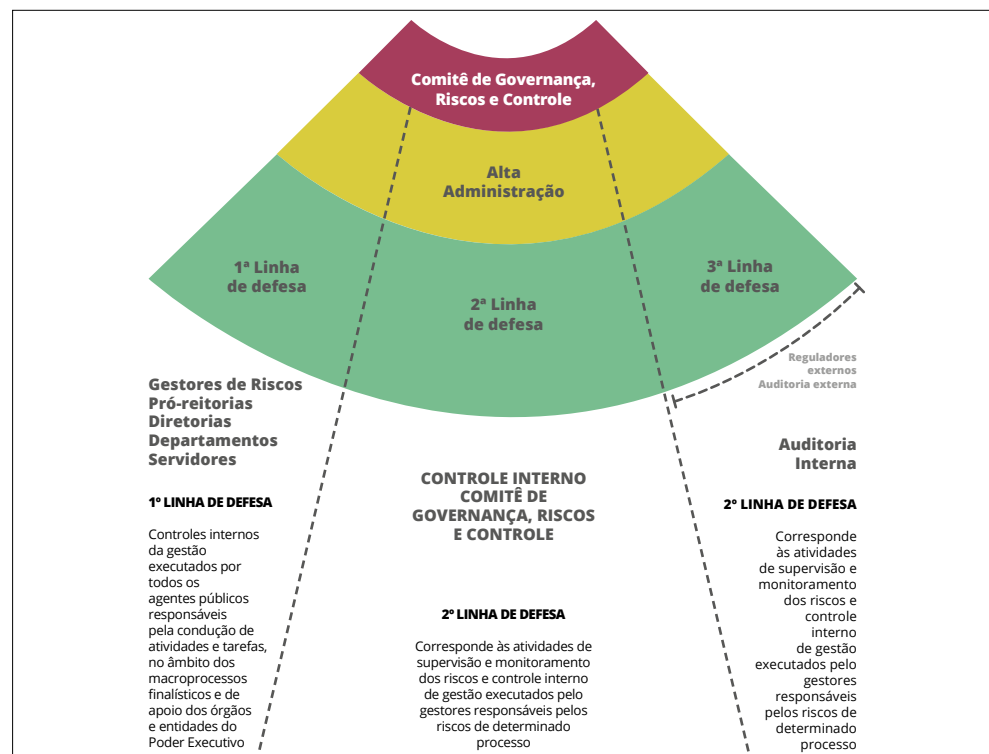 Comitê de Governança,
Riscos e Controle
Alta
Administração
1ª Linha
de defesa
2ª Linha
de defesa
3ª Linha
de defesa
Reguladores
externos
Auditoria externa
Gestores de Riscos
Pró-reitorias
Diretorias
Departamentos
Servidores
1º LINHA DE DEFESA
Controles internos
da gestão
executados por
todos os
agentes públicos
responsáveis
pela condução de
atividades e tarefas,
no âmbito dos
macroprocessos
finalísticos e de
apoio dos órgãos
e entidades do
Poder Executivo
CONTROLE INTERNO
COMITÊ DE
GOVERNANÇA, RISCOS
E CONTROLE
2º LINHA DE DEFESA
Corresponde às atividades de
supervisão e monitoramento
dos riscos e controle interno
de gestão executados pelo
gestores responsáveis pelos
riscos de determinado
processo
Auditoria
Interna
2º LINHA DE DEFESA
Corresponde
às atividades
de supervisão e
monitoramento
dos riscos e
controle
interno
de gestão
executados pelo
gestores
responsáveis
pelos riscos de
determinado
processo